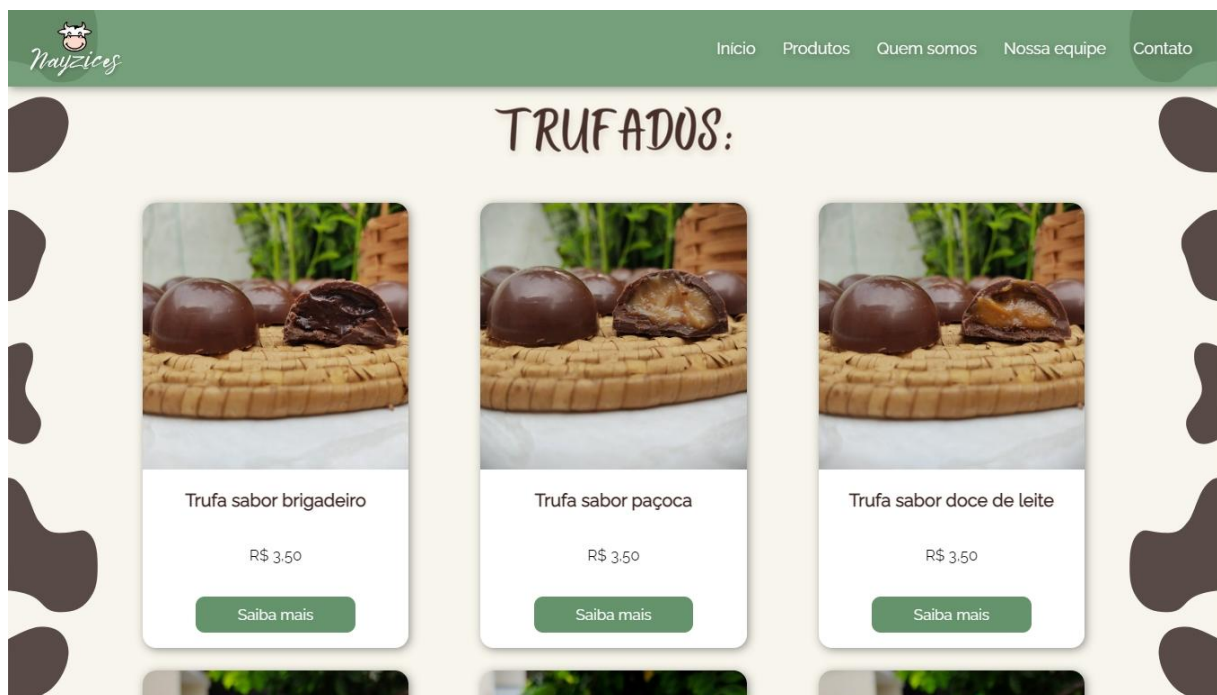 Nayzices
Início Produtos Quem somos Nossa equipe Contato
TRUFADOS:
Trufa sabor brigadeiro
R$ 3,50
Saiba mais
Trufa sabor paçoca
R$ 3,50
Saiba mais
Trufa sabor doce de leite
R$ 3,50
Saiba mais